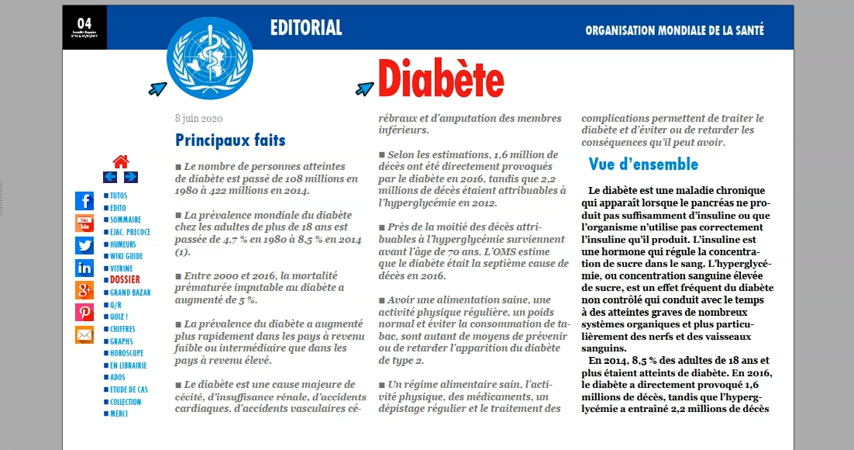 04
EDITORIAL
ORGANISATION MONDIALE DE LA SANTÉ
Diabète
TUTOS
EDITO
SOMMAIRE
EJAC. PRECOCE
HUMEURS
WIKI GUIDE
VITRINE
DOSSIER
GRAND BAZAR
Q/R
QUIZ !
CHIFFRES
GRAPHS
HOROSCOPE
EN LIBRAIRIE
ADOS
ETUDE DE CAS
COLLECTION
MERCI
8 juin 2020
Principaux faits
■ Le nombre de personnes atteintes
de diabète est passé de 108 millions en
1980 à 422 millions en 2014.
■ La prévalence mondiale du diabète
chez les adultes de plus de 18 ans est
passée de 4,7 % en 1980 à 8,5 % en 2014
(1).
■ Entre 2000 et 2016, la mortalité
prématurée imputable au diabète a
augmenté de 5 %.
■ La prévalence du diabète a augmenté
plus rapidement dans les pays à revenu
faible ou intermédiaire que dans les
pays à revenu élevé.
■ Le diabète est une cause majeure de
cécité, d’insuffisance rénale, d’accidents
cardiaques, d’accidents vasculaires cé-
rébraux et d’amputation des membres
inférieurs.
■ Selon les estimations, 1,6 million de
décès ont été directement provoqués
par le diabète en 2016, tandis que 2,2
millions de décès étaient attribuables à
l’hyperglycémie en 2012.
■ Près de la moitié des décès attri-
buables à l’hyperglycémie surviennent
avant l’âge de 70 ans. L’OMS estime
que le diabète était la septième cause de
décès en 2016.
■ Avoir une alimentation saine, une
activité physique régulière, un poids
normal et éviter la consommation de ta-
bac, sont autant de moyens de prévenir
ou de retarder l’apparition du diabète
de type 2.
■ Un régime alimentaire sain, l’acti-
vité physique, des médicaments, un
dépistage régulier et le traitement des
complications permettent de traiter le
diabète et d’éviter ou de retarder les
conséquences qu’il peut avoir.
Vue d’ensemble
Le diabète est une maladie chronique
qui apparaît lorsque le pancréas ne pro-
duit pas suffisamment d’insuline ou que
l’organisme n’utilise pas correctement
l’insuline qu’il produit. L’insuline est
une hormone qui régule la concentra-
tion de sucre dans le sang. L’hyperglycé-
mie, ou concentration sanguine élevée
de sucre, est un effet fréquent du diabète
non contrôlé qui conduit avec le temps
à des atteintes graves de nombreux
systèmes organiques et plus particu-
lièrement des nerfs et des vaisseaux
sanguins.
En 2014, 8,5 % des adultes de 18 ans et
plus étaient atteints de diabète. En 2016,
le diabète a directement provoqué 1,6
millions de décès, tandis que l’hyperg-
lycémie a entraîné 2,2 millions de décès